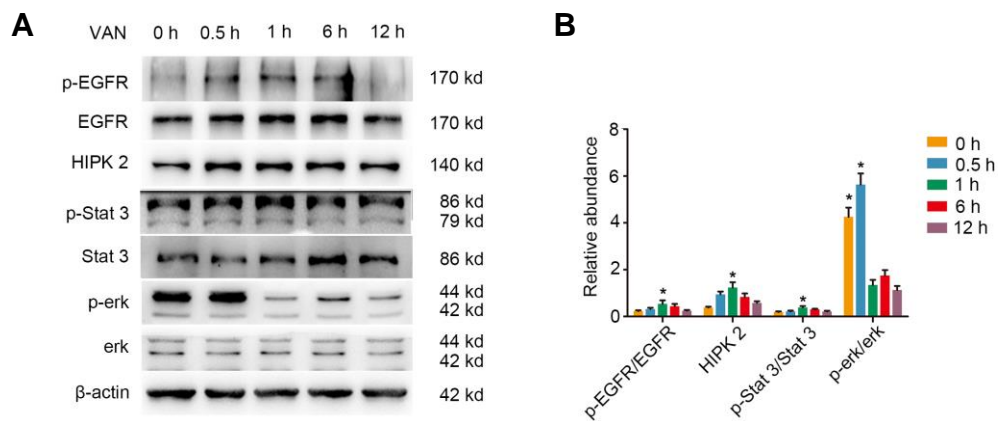 A
VAN 0 h 0.5 h 1 h 6 h 12 h
p-EGFR 170 kd
EGFR 170 kd
HIPK 2 140 kd
p-Stat 3 86 kd
79 kd
Stat 3 86 kd
p-erk 44 kd
42 kd
erk 44 kd
42 kd
β-actin 42 kd
B
Relative abundance
8
6
4
2
0
* * * * *
p-EGFR/EGFR
HIPK 2
p-Stat 3/Stat 3
p-erk/erk
0 h
0.5 h
1 h
6 h
12 h